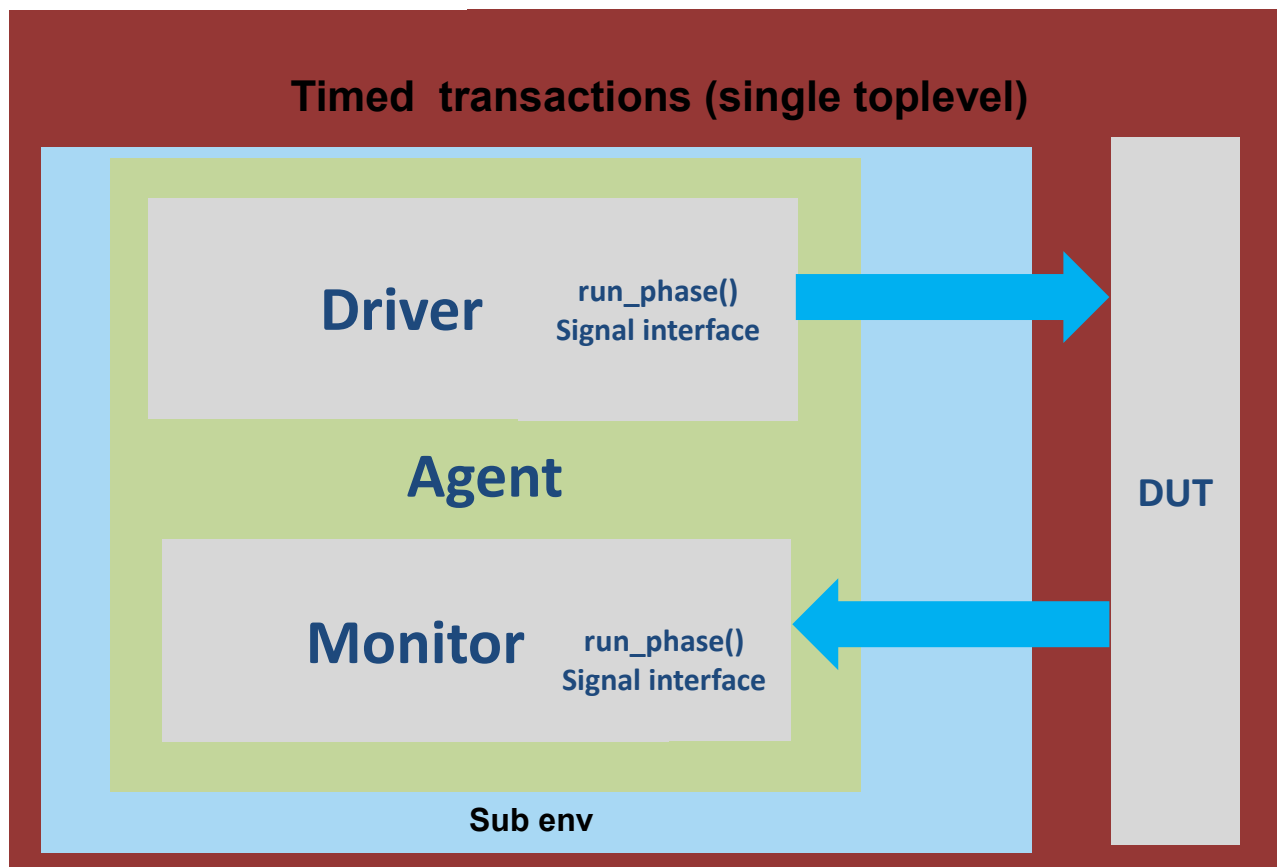 Timed  transactions (single toplevel)
Driver
run_phase()
Signal interface
Agent
DUT
Monitor
run_phase()
Signal interface
Sub env